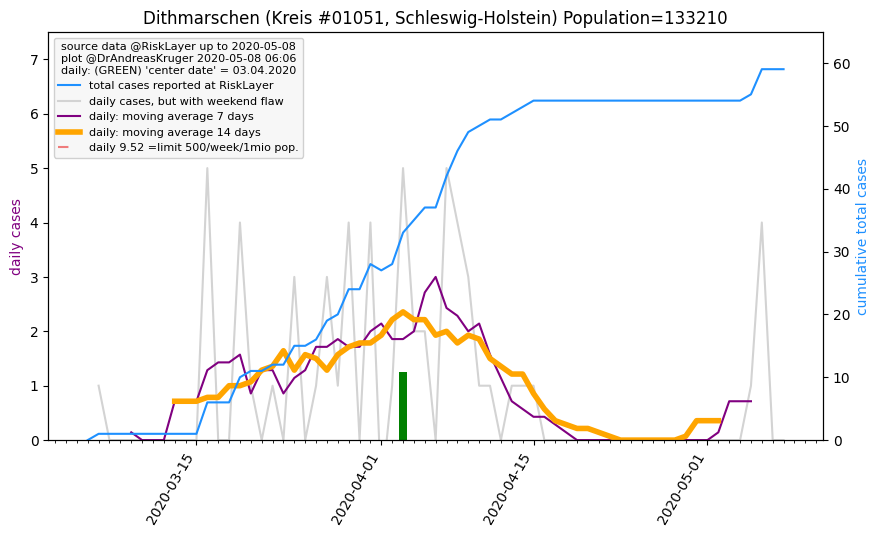 Dithmarschen (Kreis #01051, Schleswig-Holstein) Population=133210
source data @RiskLayer up to 2020-05-08
plot @DrAndreasKruger 2020-05-08 06:06
daily: (GREEN) 'center date' = 03.04.2020
total cases reported at RiskLayer
daily cases, but with weekend flaw
daily: moving average 7 days
daily: moving average 14 days
daily 9.52 =limit 500/week/1mio pop.
daily cases
7
6
5
4
3
2
1
0
60
50
40
30
20
10
0
cumulative total cases
2020-03-15
2020-04-01
2020-04-15
2020-05-01